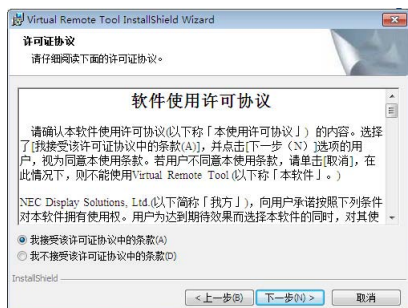 Virtual Remote Tool InstallShield Wizard
许可证协议
请仔细阅读下面的许可证协议。
软件使用许可协议
请确认本软件使用许可协议(以下称「本使用许可协议」) 的内容。选择
了[我接受该许可证协议中的条款(A)]，并点击[下一步（N）]选项的用
户，视为同意本使用条款。若用户不同意本使用条款，请单击[取消]，在
此情况下，则不能使用Virtual Remote Tool (以下称「本软件」。)
NEC Display Solutions, Ltd.(以下简称「我方」)，向用户承诺按照下列条件
对本软件拥有使用权。用户为达到期待效果而选择本软件的同时，对其使
我接受该许可证协议中的条款(A)
我不接受该许可证协议中的条款(D)
InstallShield
<上一步(B) 下一步(N)> 取消